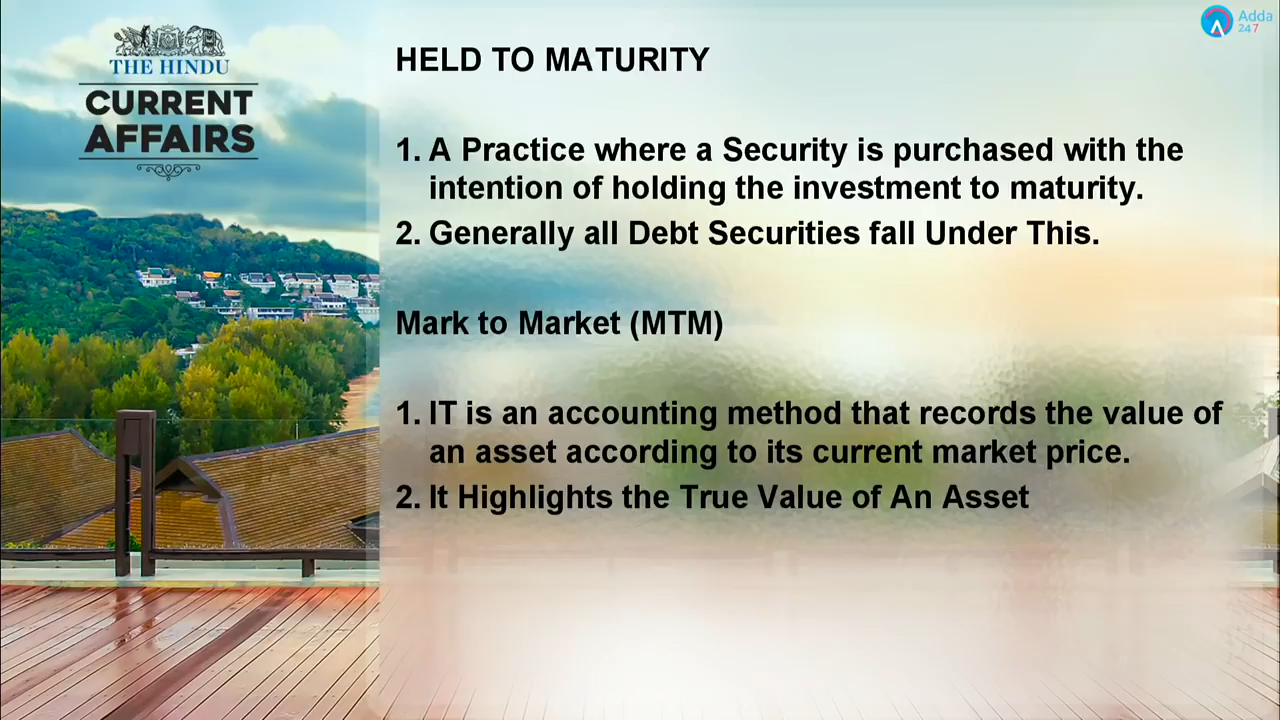 THE HINDU
CURRENT
AFFAIRS
Adda
247
HELD TO MATURITY
1. A Practice where a Security is purchased with the
intention of holding the investment to maturity.
2. Generally all Debt Securities fall Under This.
Mark to Market (MTM)
1. IT is an accounting method that records the value of
an asset according to its current market price.
2. It Highlights the True Value of An Asset